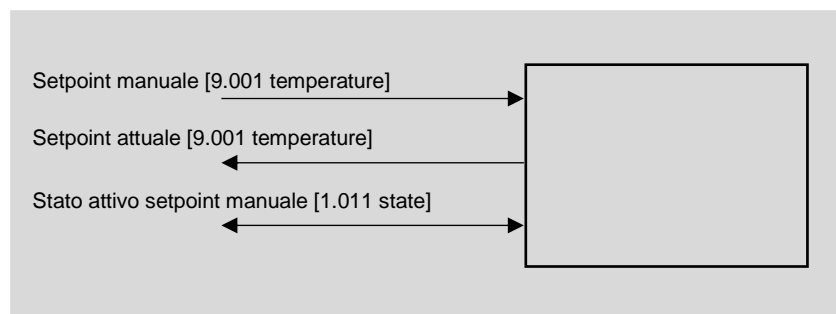 Setpoint manuale [9.001 temperature]
Setpoint attuale [9.001 temperature]
Stato attivo setpoint manuale [1.011 state]